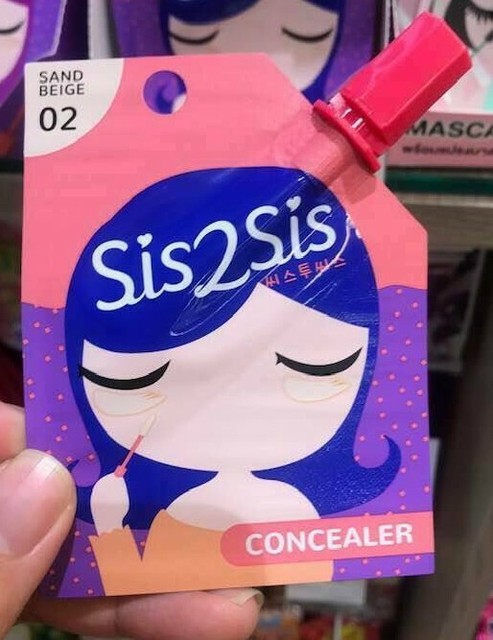 SAND
BEIGE
02
Sis2Sis
씨스투씨스
CONCEALER
MASCA